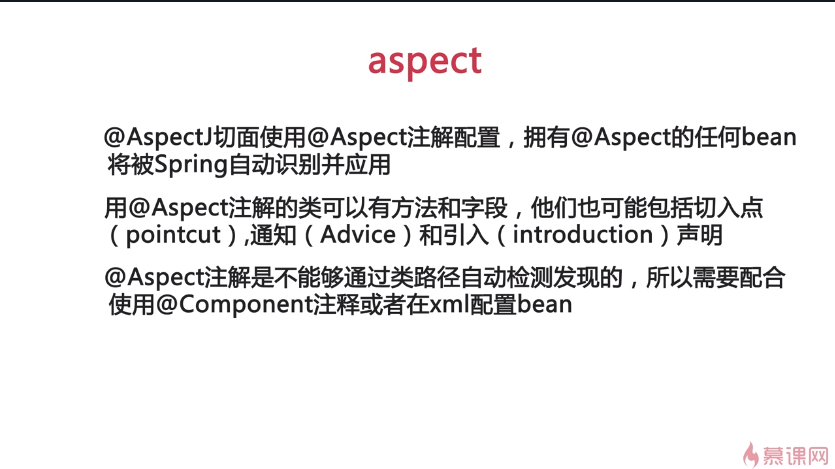 aspect
@AspectJ切面使用@Aspect注解配置，拥有@Aspect的任何bean
将被Spring自动识别并应用
用@Aspect注解的类可以有方法和字段，他们也可能包括切入点
（pointcut）,通知（Advice）和引入（introduction）声明
@Aspect注解是不能够通过类路径自动检测发现的，所以需要配合
使用@Component注释或者在xml配置bean
慕课网